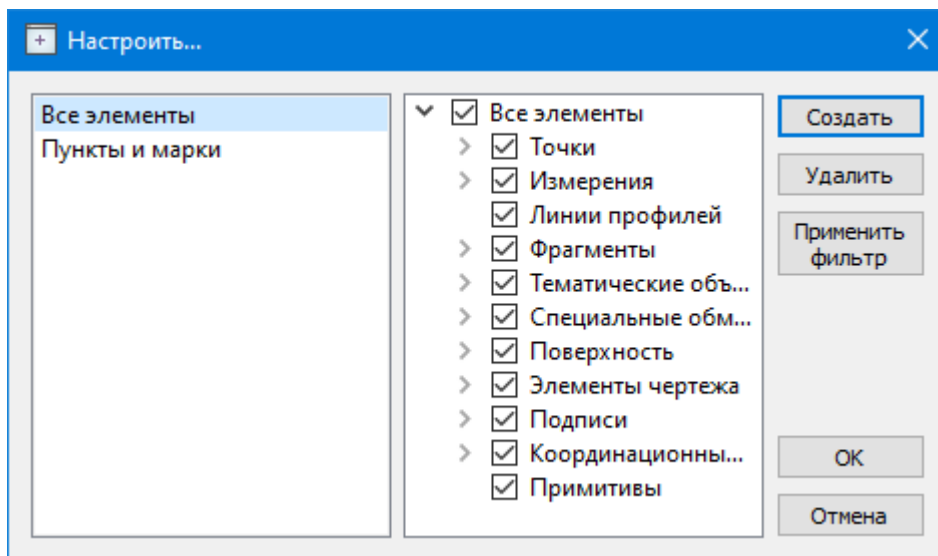 Настроить...
Все элементы
Пункты и марки
Все элементы
Точки
Измерения
Линии профилей
Фрагменты
Тематические объ...
Специальные обм...
Поверхность
Элементы чертежа
Подписи
Координационны...
Примитивы
Создать
Удалить
Применить
фильтр
OK
Отмена